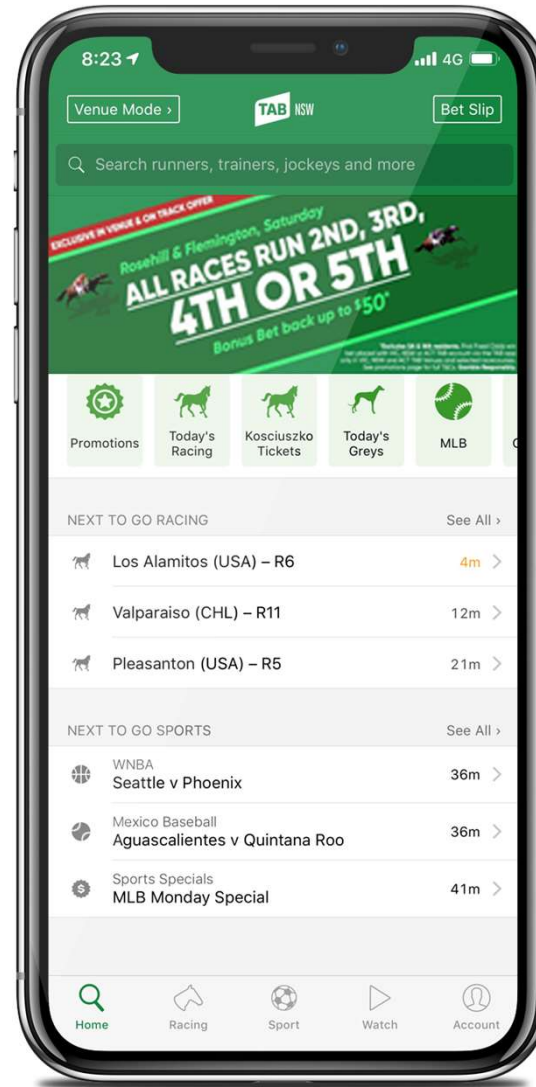 8:23
4G
Venue Mode ›
TAB NSW
Bet Slip
Search runners, trainers, jockeys and more
EXCLUSIVE IN VENUE & ON TRACK OFFER
Rosehill & Flemington, Saturday
ALL RACES RUN 2ND, 3RD,
4TH OR 5TH
Bonus Bet back up to $50*
Promotions
Today's
Racing
Kosciuszko
Tickets
Today's
Greys
MLB
NEXT TO GO RACING
See All ›
Los Alamitos (USA) – R6
4m
Valparaiso (CHL) – R11
12m
Pleasanton (USA) – R5
21m
NEXT TO GO SPORTS
See All ›
WNBA
Seattle v Phoenix
36m
Mexico Baseball
Aguascalientes v Quintana Roo
36m
Sports Specials
MLB Monday Special
41m
Home
Racing
Sport
Watch
Account